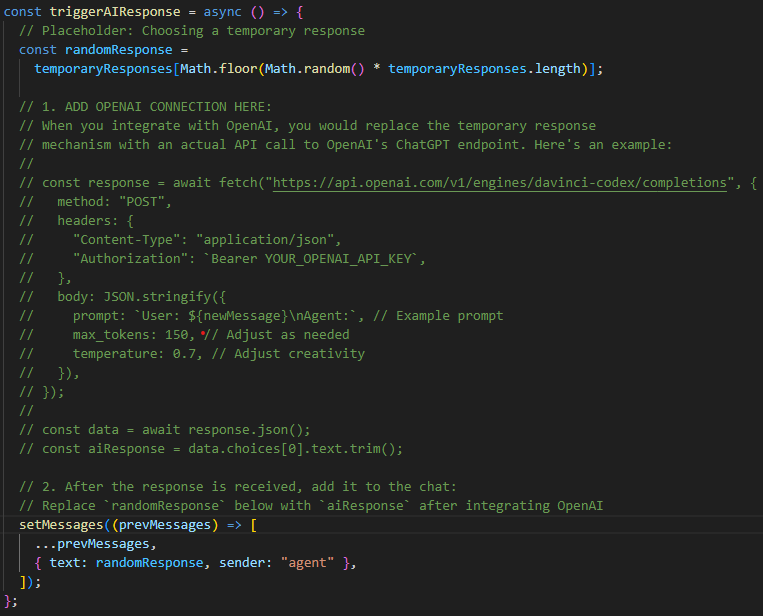 const triggerAIResponse = async () => {
// Placeholder: Choosing a temporary response
const randomResponse =
temporaryResponses[Math.floor(Math.random() * temporaryResponses.length)];
// 1. ADD OPENAI CONNECTION HERE:
// When you integrate with OpenAI, you would replace the temporary response
// mechanism with an actual API call to OpenAI's ChatGPT endpoint. Here's an example:
//
// const response = await fetch("https://api.openai.com/v1/engines/davinci-codex/completions", {
//   method: "POST",
//   headers: {
//     "Content-Type": "application/json",
//     "Authorization": `Bearer YOUR_OPENAI_API_KEY`,
//   },
//   body: JSON.stringify({
//     prompt: `User: ${newMessage}\nAgent:`, // Example prompt
//     max_tokens: 150, // Adjust as needed
//     temperature: 0.7, // Adjust creativity
//   }),
// });
//
// const data = await response.json();
// const aiResponse = data.choices[0].text.trim();
// 2. After the response is received, add it to the chat:
// Replace `randomResponse` below with `aiResponse` after integrating OpenAI
setMessages((prevMessages) => [
...prevMessages,
{ text: randomResponse, sender: "agent" },
]);
};